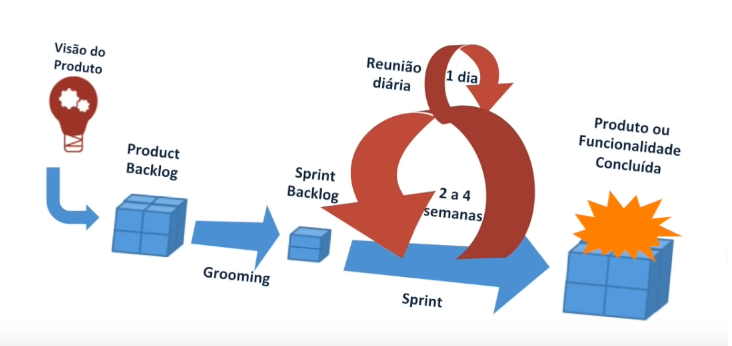 Visão do
Produto
Product
Backlog
Grooming
Sprint
Backlog
Reunião
diária
1 dia
2 a 4
semanas
Sprint
Produto ou
Funcionalidade
Concluída